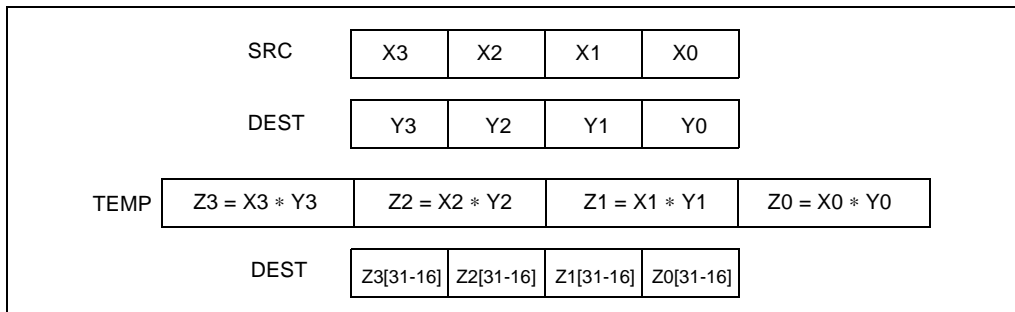 SRC X3 X2 X1 X0
DEST Y3 Y2 Y1 Y0
TEMP Z3 = X3 * Y3 Z2 = X2 * Y2 Z1 = X1 * Y1 Z0 = X0 * Y0
DEST Z3[31-16] Z2[31-16] Z1[31-16] Z0[31-16]